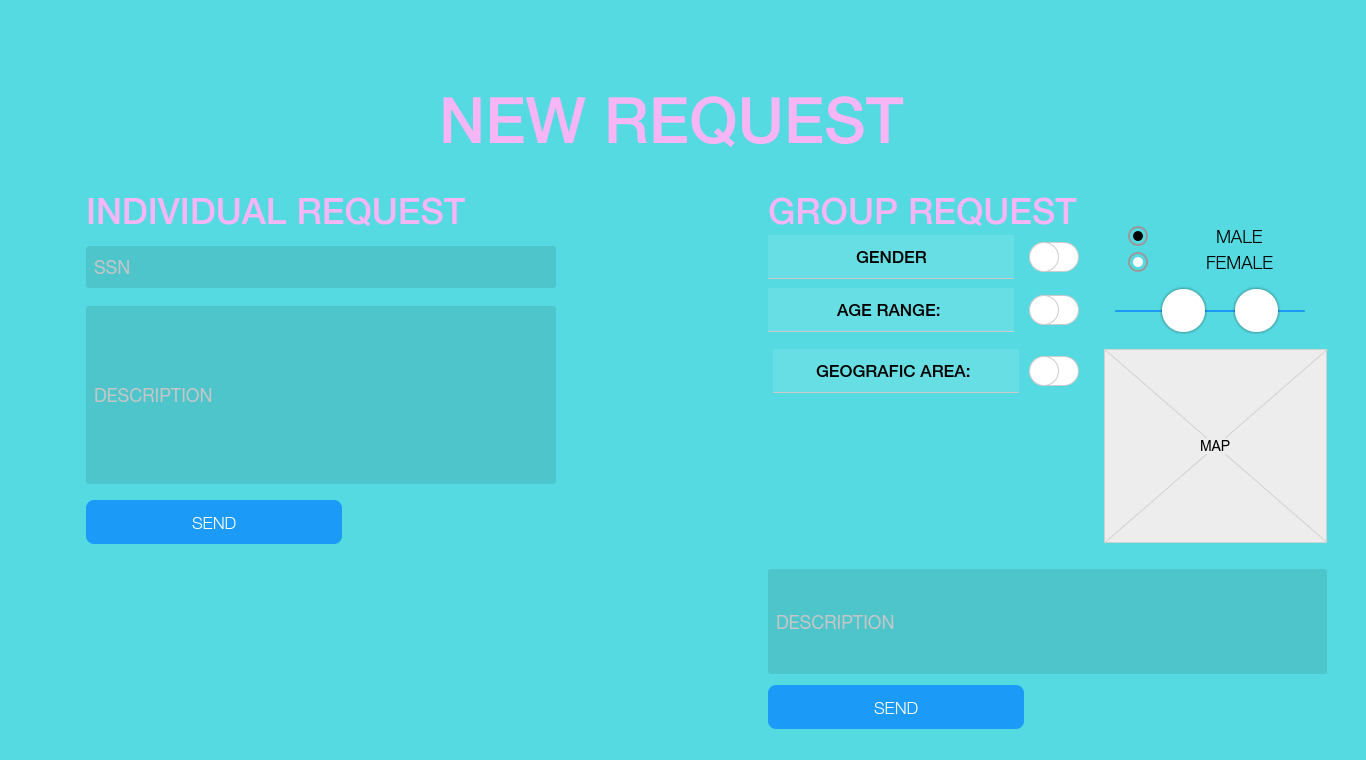 NEW REQUEST
INDIVIDUAL REQUEST
SSN
DESCRIPTION
SEND
GROUP REQUEST
GENDER
MALE
FEMALE
AGE RANGE:
GEOGRAFIC AREA:
MAP
DESCRIPTION
SEND